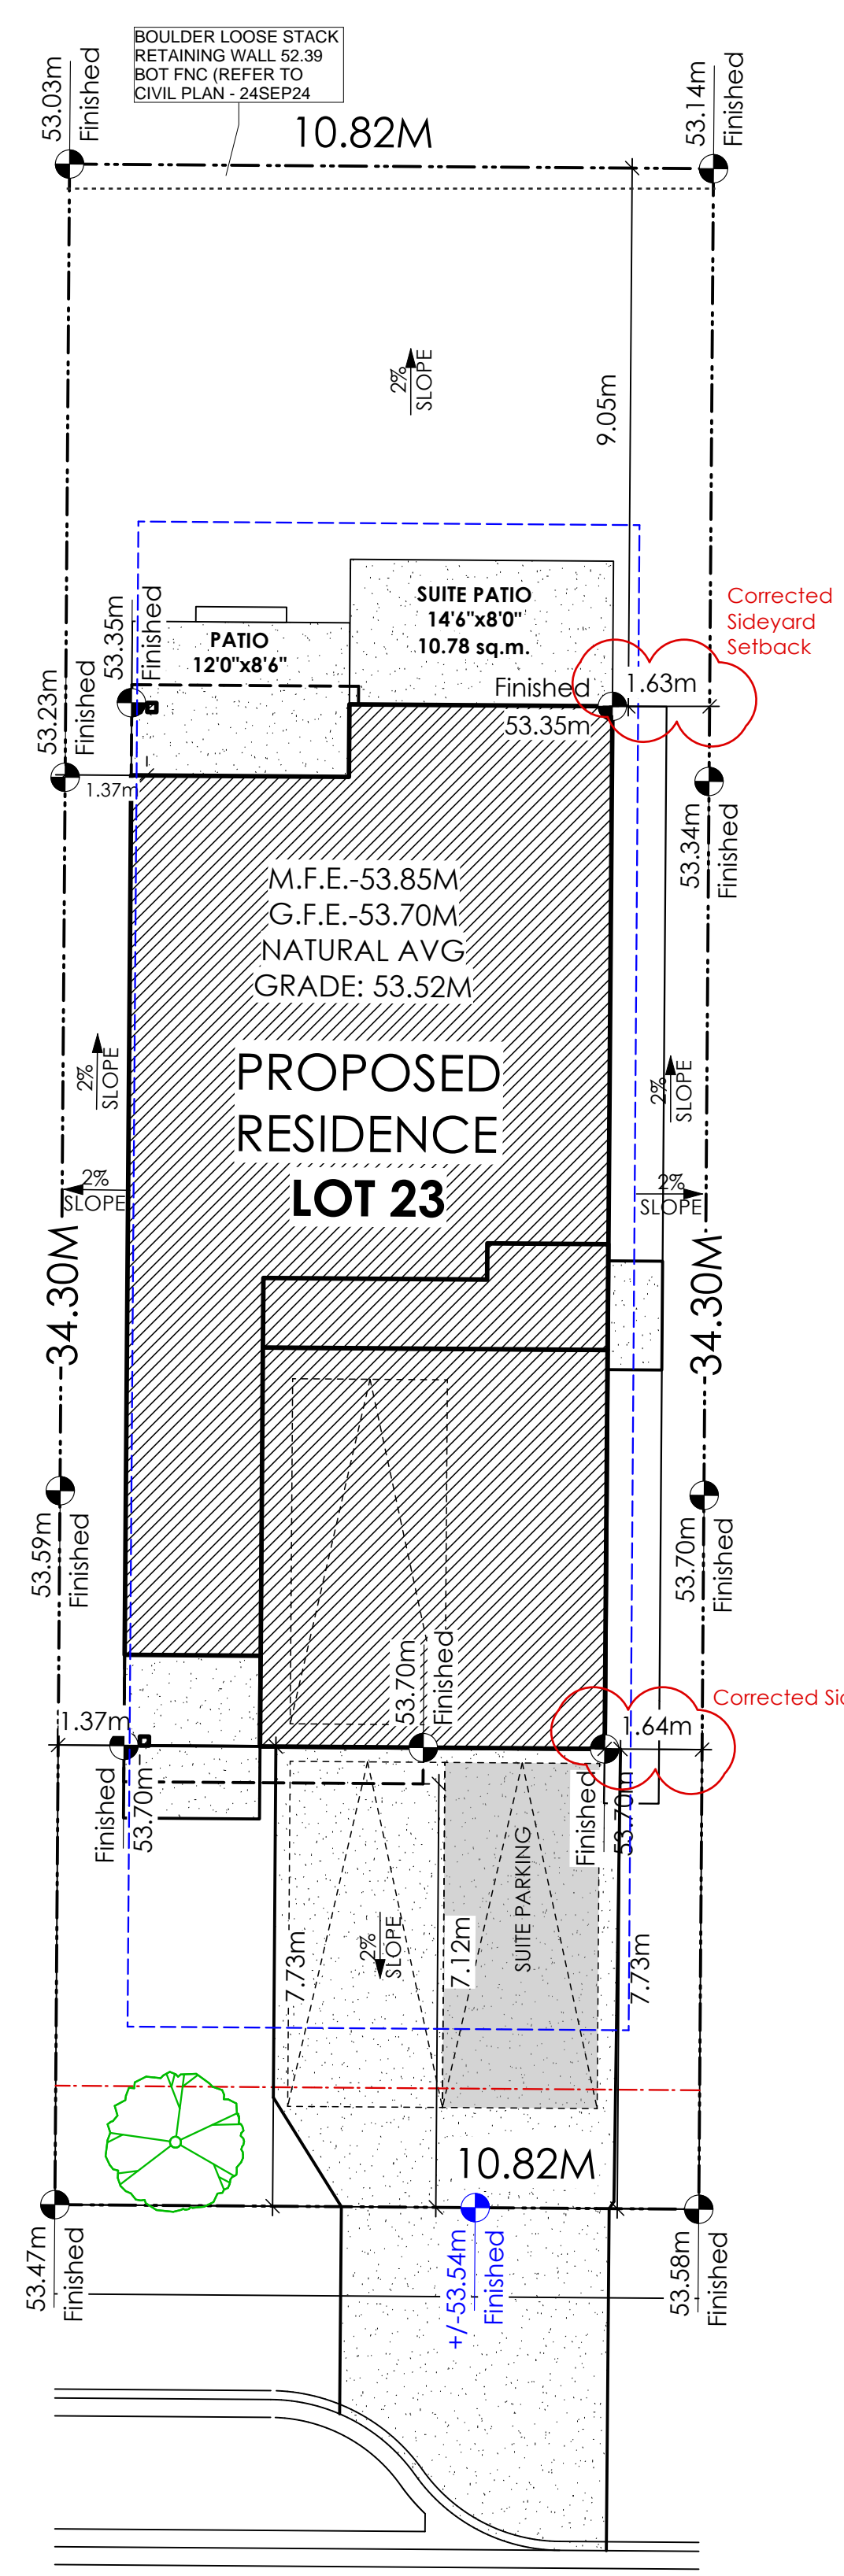 BOULDER LOOSE STACK
RETAINING WALL 52.39
BOT FNC (REFER TO
CIVIL PLAN - 24SEP24
53.03m
Finished
10.82M
53.14m
Finished
2%
SLOPE
9.05m
SUITE PATIO
14'6"x8'0"
10.78 sq.m.
PATIO
12'0"x8'6"
53.35m
Finished
Corrected
Sideyard
Setback
1.63m
Finished
53.35m
53.23m
Finished
1.37m
53.34m
Finished
M.F.E.-53.85M
G.F.E.-53.70M
NATURAL AVG
GRADE: 53.52M
PROPOSED
RESIDENCE
LOT 23
2%
SLOPE
2%
SLOPE
2%
SLOPE
2%
SLOPE
34.30M
34.30M
53.59m
Finished
53.70m
Finished
53.70m
Finished
1.37m
Corrected Sid
1.64m
Finished
53.70m
Finished
53.70m
7.73m
2%
SLOPE
7.12m
SUITE PARKING
7.73m
10.82M
53.47m
Finished
+/-53.54m
Finished
53.58m
Finished